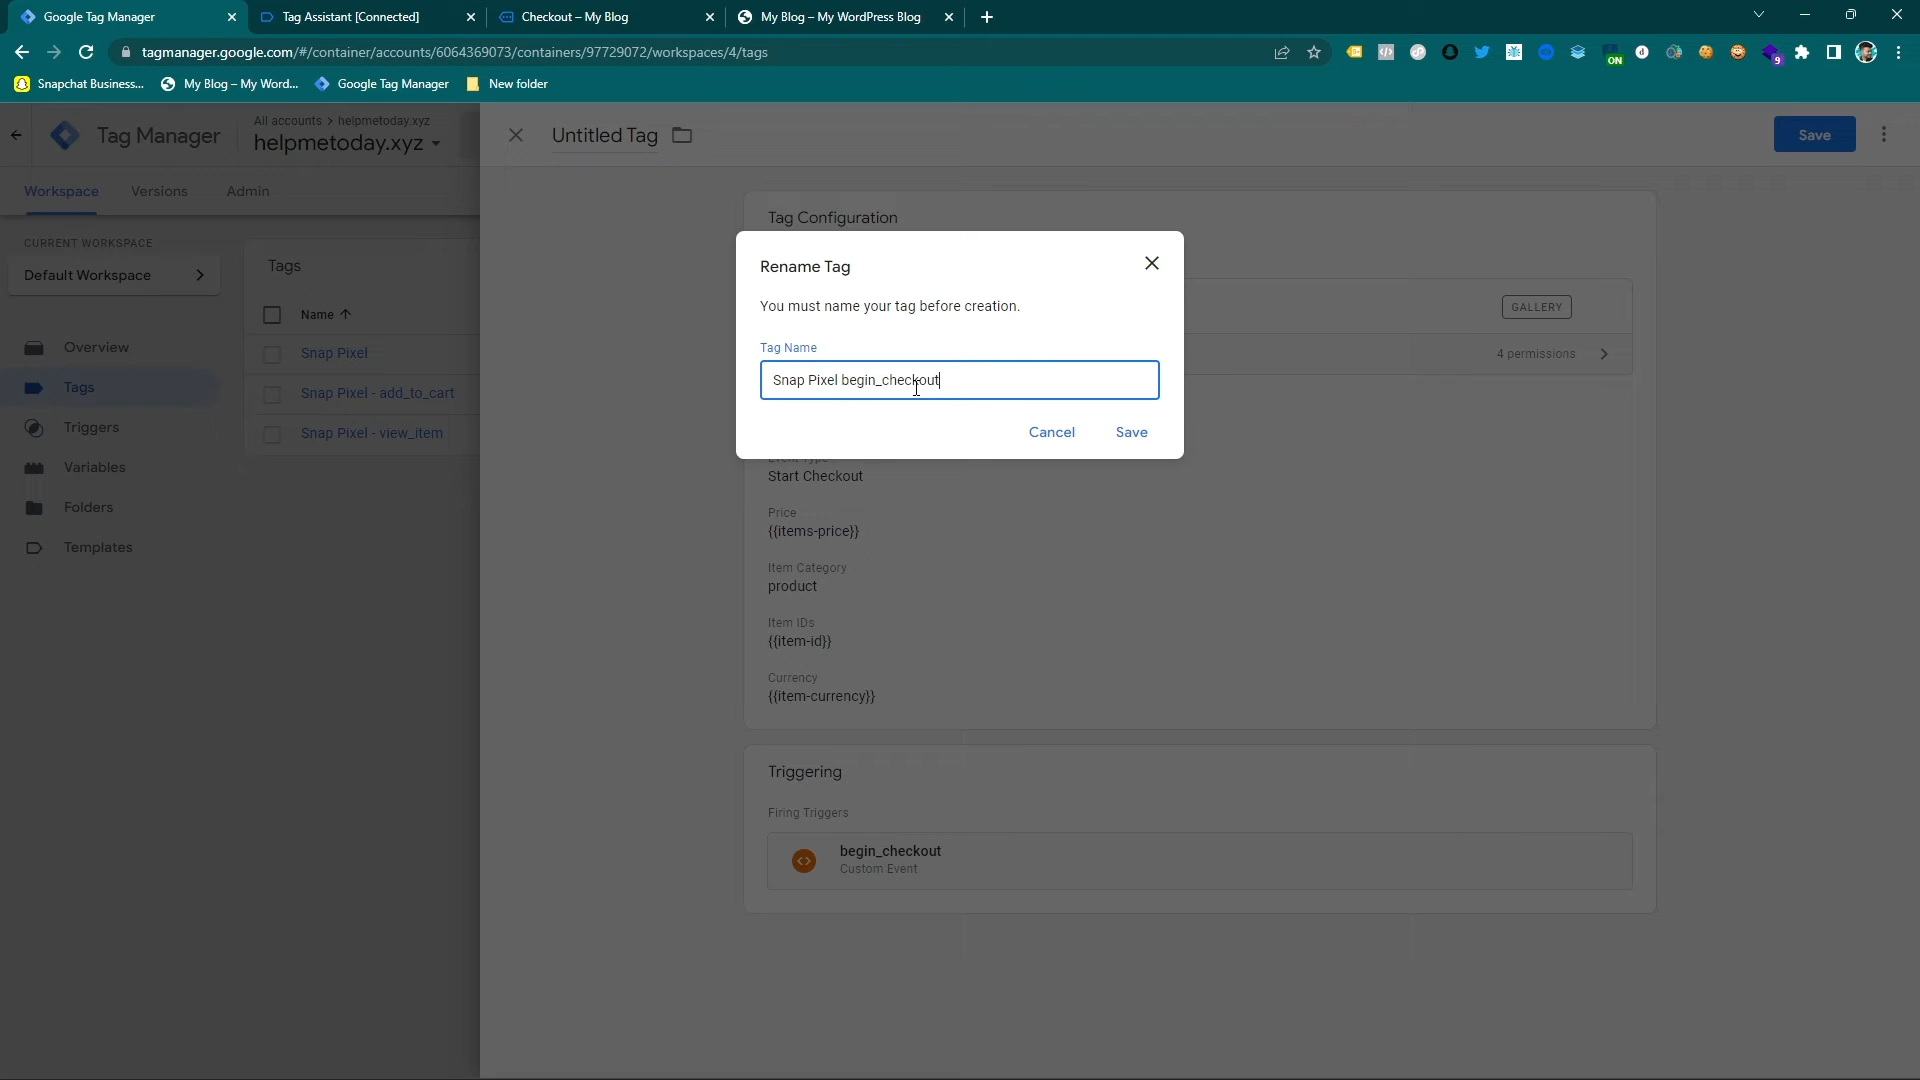 Google Tag Manager
Tag Assistant [Connected]
Checkout – My Blog
My Blog – My WordPress Blog
tagmanager.google.com/#/container/accounts/6064369073/containers/97729072/workspaces/4/tags
ON
9
Snapchat Business...
My Blog – My Word...
Google Tag Manager
New folder
Tag Manager
All accounts > helpmetoday.xyz
helpmetoday.xyz
Untitled Tag
Save
Workspace
Versions
Admin
CURRENT WORKSPACE
Default Workspace
Overview
Tags
Triggers
Variables
Folders
Templates
Tags
Name
Snap Pixel
Snap Pixel - add_to_cart
Snap Pixel - view_item
Tag Configuration
GALLERY
4 permissions
Rename Tag
You must name your tag before creation.
Tag Name
Snap Pixel begin_checkout
Cancel
Save
Event Type
Start Checkout
Price
{{items-price}}
Item Category
product
Item IDs
{{item-id}}
Currency
{{item-currency}}
Triggering
Firing Triggers
begin_checkout
Custom Event